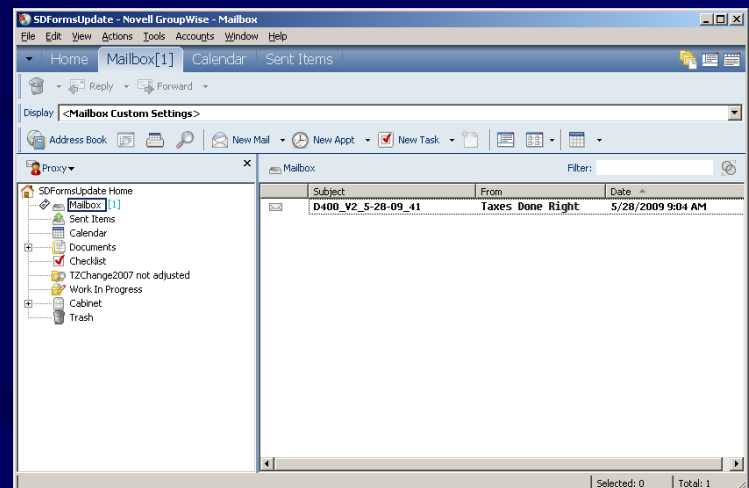 SDFormsUpdate - Novell GroupWise - Mailbox
File Edit View Actions Tools Accounts Window Help
Home Mailbox[1] Calendar Sent Items
Reply Forward
Display <Mailbox Custom Settings>
Address Book New Mail New Appt New Task
Proxy
Mailbox Filter:
Subject From Date
D400_V2_5-28-09_41 Taxes Done Right 5/28/2009 9:04 AM
SDFormsUpdate Home
Mailbox [1]
Sent Items
Calendar
Documents
Checklist
TZChange2007 not adjusted
Work In Progress
Cabinet
Trash
Selected: 0 Total: 1